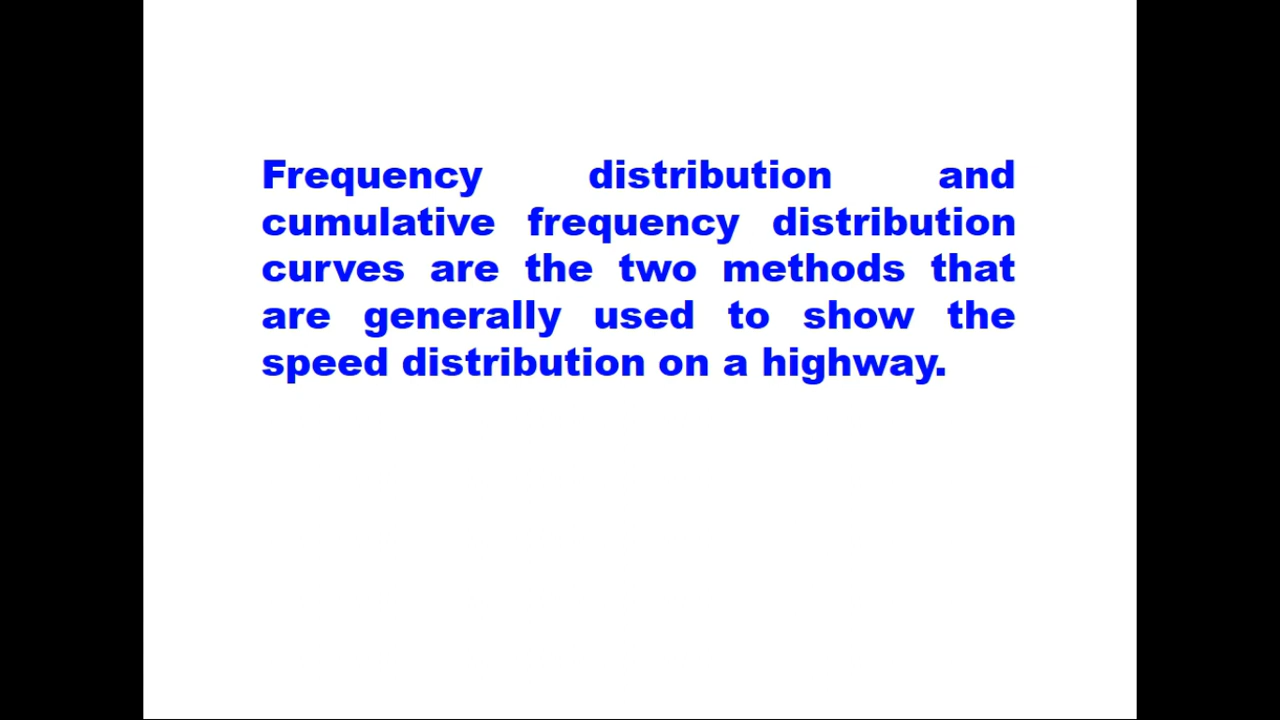 Frequency distribution and
cumulative frequency distribution
curves are the two methods that
are generally used to show the
speed distribution on a highway.